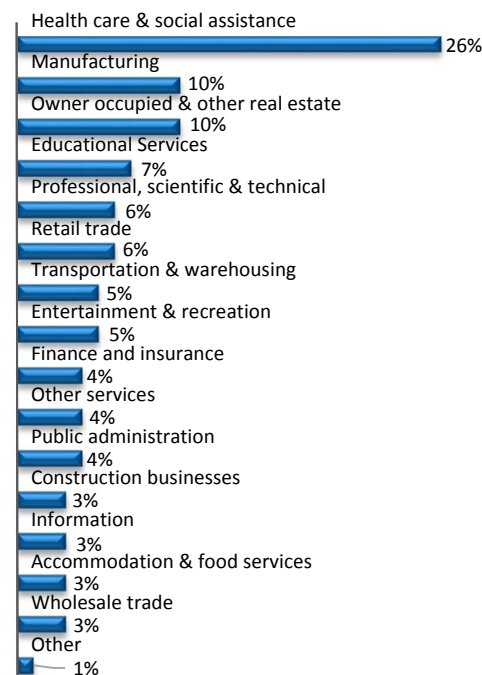 Health care & social assistance
26%
Manufacturing
10%
Owner occupied & other real estate
10%
Educational Services
7%
Professional, scientific & technical
6%
Retail trade
6%
Transportation & warehousing
5%
Entertainment & recreation
5%
Finance and insurance
4%
Other services
4%
Public administration
4%
Construction businesses
3%
Information
3%
Accommodation & food services
3%
Wholesale trade
3%
Other
1%